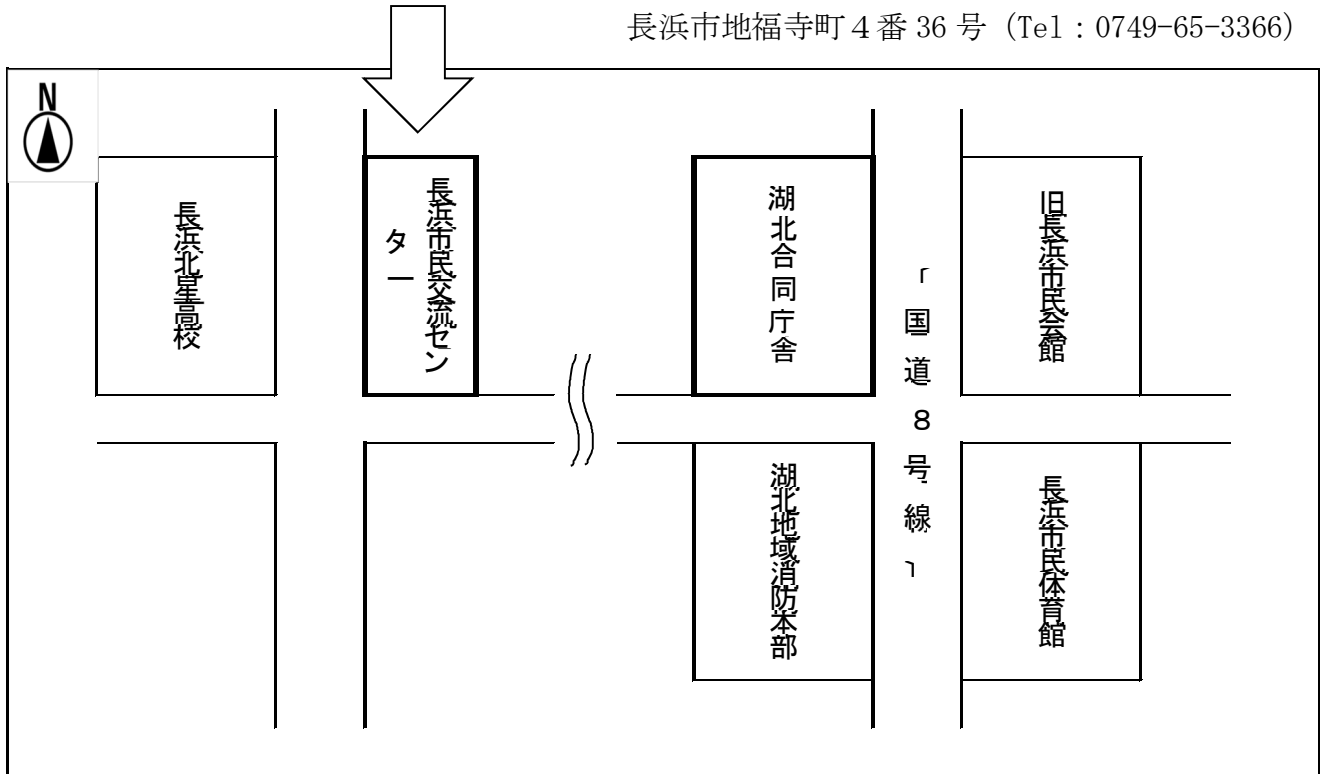 長浜市地福寺町４番 36 号（Tel：0749-65-3366）
N
長浜北星高校
長浜市民交流セン
ター
湖北合同庁舎
「国道８号線」
旧長浜市民会館
湖北地域消防本部
長浜市民体育館